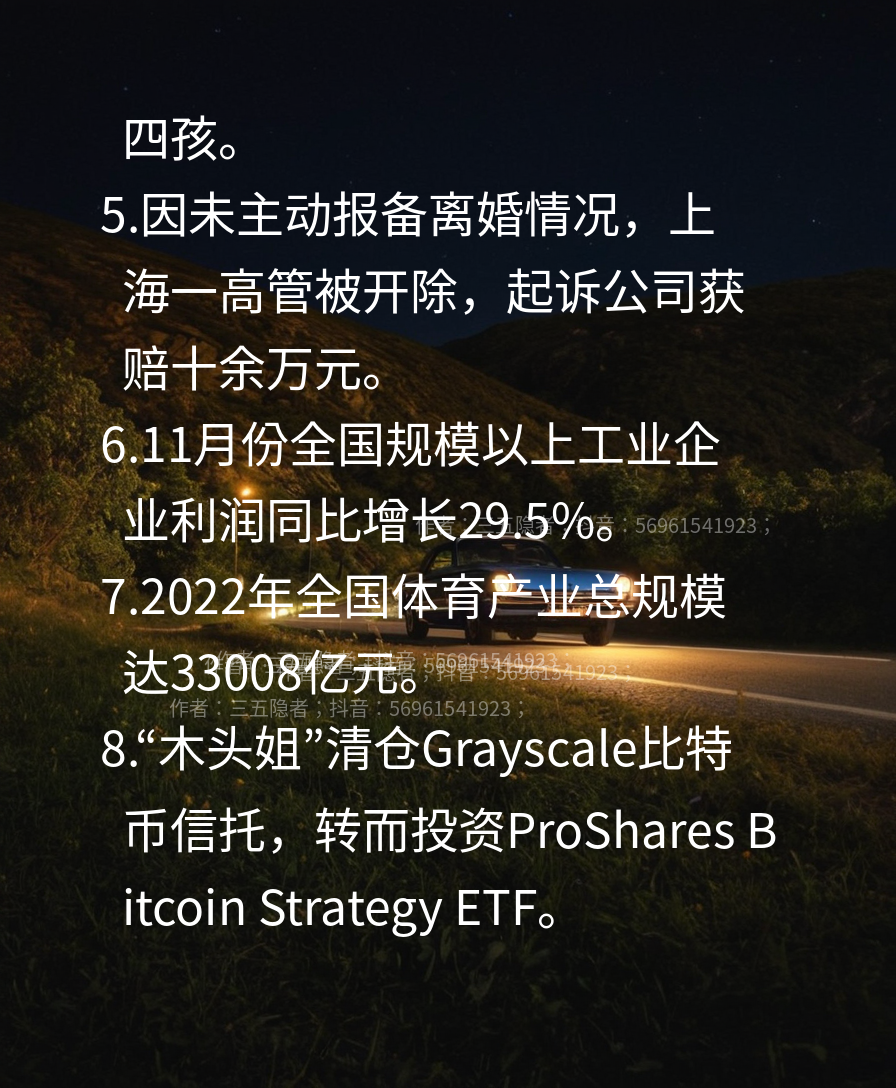 四孩。
5.因未主动报备离婚情况，上
海一高管被开除，起诉公司获
赔十余万元。
6.11月份全国规模以上工业企
业利润同比增长29.5%。
作者：三五隐者；抖音：56961541923；
7.2022年全国体育产业总规模
达33008亿元。
作者：三五隐者；抖音：56961541923；
作者：三五隐者；抖音：56961541923；
作者：三五隐者；抖音：56961541923；
8.“木头姐”清仓Grayscale比特
币信托，转而投资ProShares B
itcoin Strategy ETF。